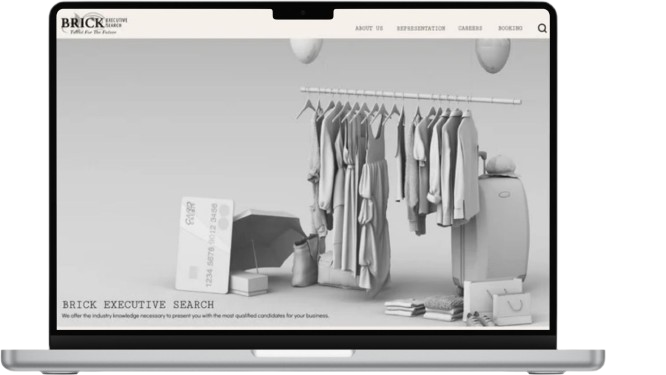 BRICK EXECUTIVE SEARCH
Talent For The Future
ABOUT US REPRESENTATION CAREERS BOOKING
CARD
1234 5678 9012 3456
BRICK EXECUTIVE SEARCH
We offer the industry knowledge necessary to present you with the most qualified candidates for your business.